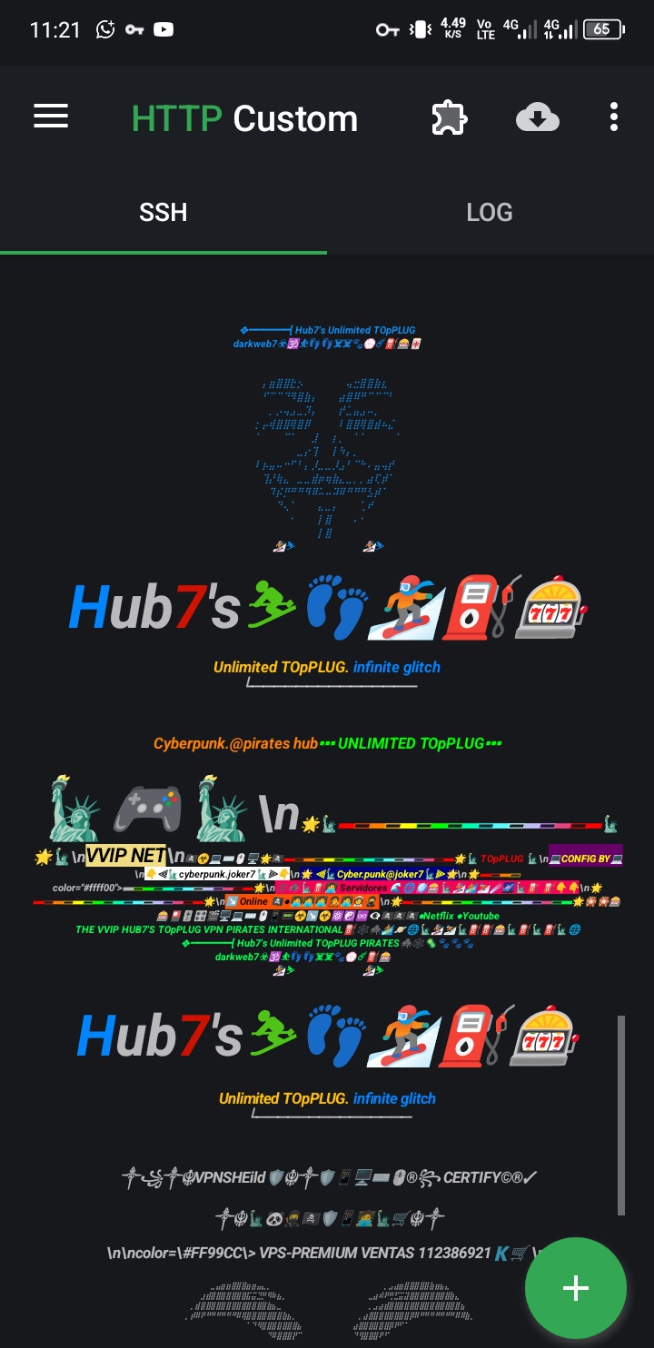 11:21
4.49 K/S
Vo LTE
4G
4G
65
HTTP Custom
SSH
LOG
Hub7's Unlimited TOpPLUG
darkweb7
Hub7's
Unlimited TOpPLUG. infinite glitch
Cyberpunk.@pirates hub••• UNLIMITED TOpPLUG•••
\n
\nVVIP NET\n TOpPLUG \nCONFIG BY
\n cyberpunk.joker7 \n Cyber.punk@joker7 \n
color="#ffff00"> \n Servidores \n
\n Online \n
●Netflix ●Youtube
THE VVIP HUB7'S TOpPLUG VPN PIRATES INTERNATIONAL
Hub7's Unlimited TOpPLUG PIRATES
darkweb7
Hub7's
Unlimited TOpPLUG. infinite glitch
VPNSHEild ® CERTIFY©®✓
\n\ncolor=\#FF99CC\> VPS-PREMIUM VENTAS 112386921 K
+